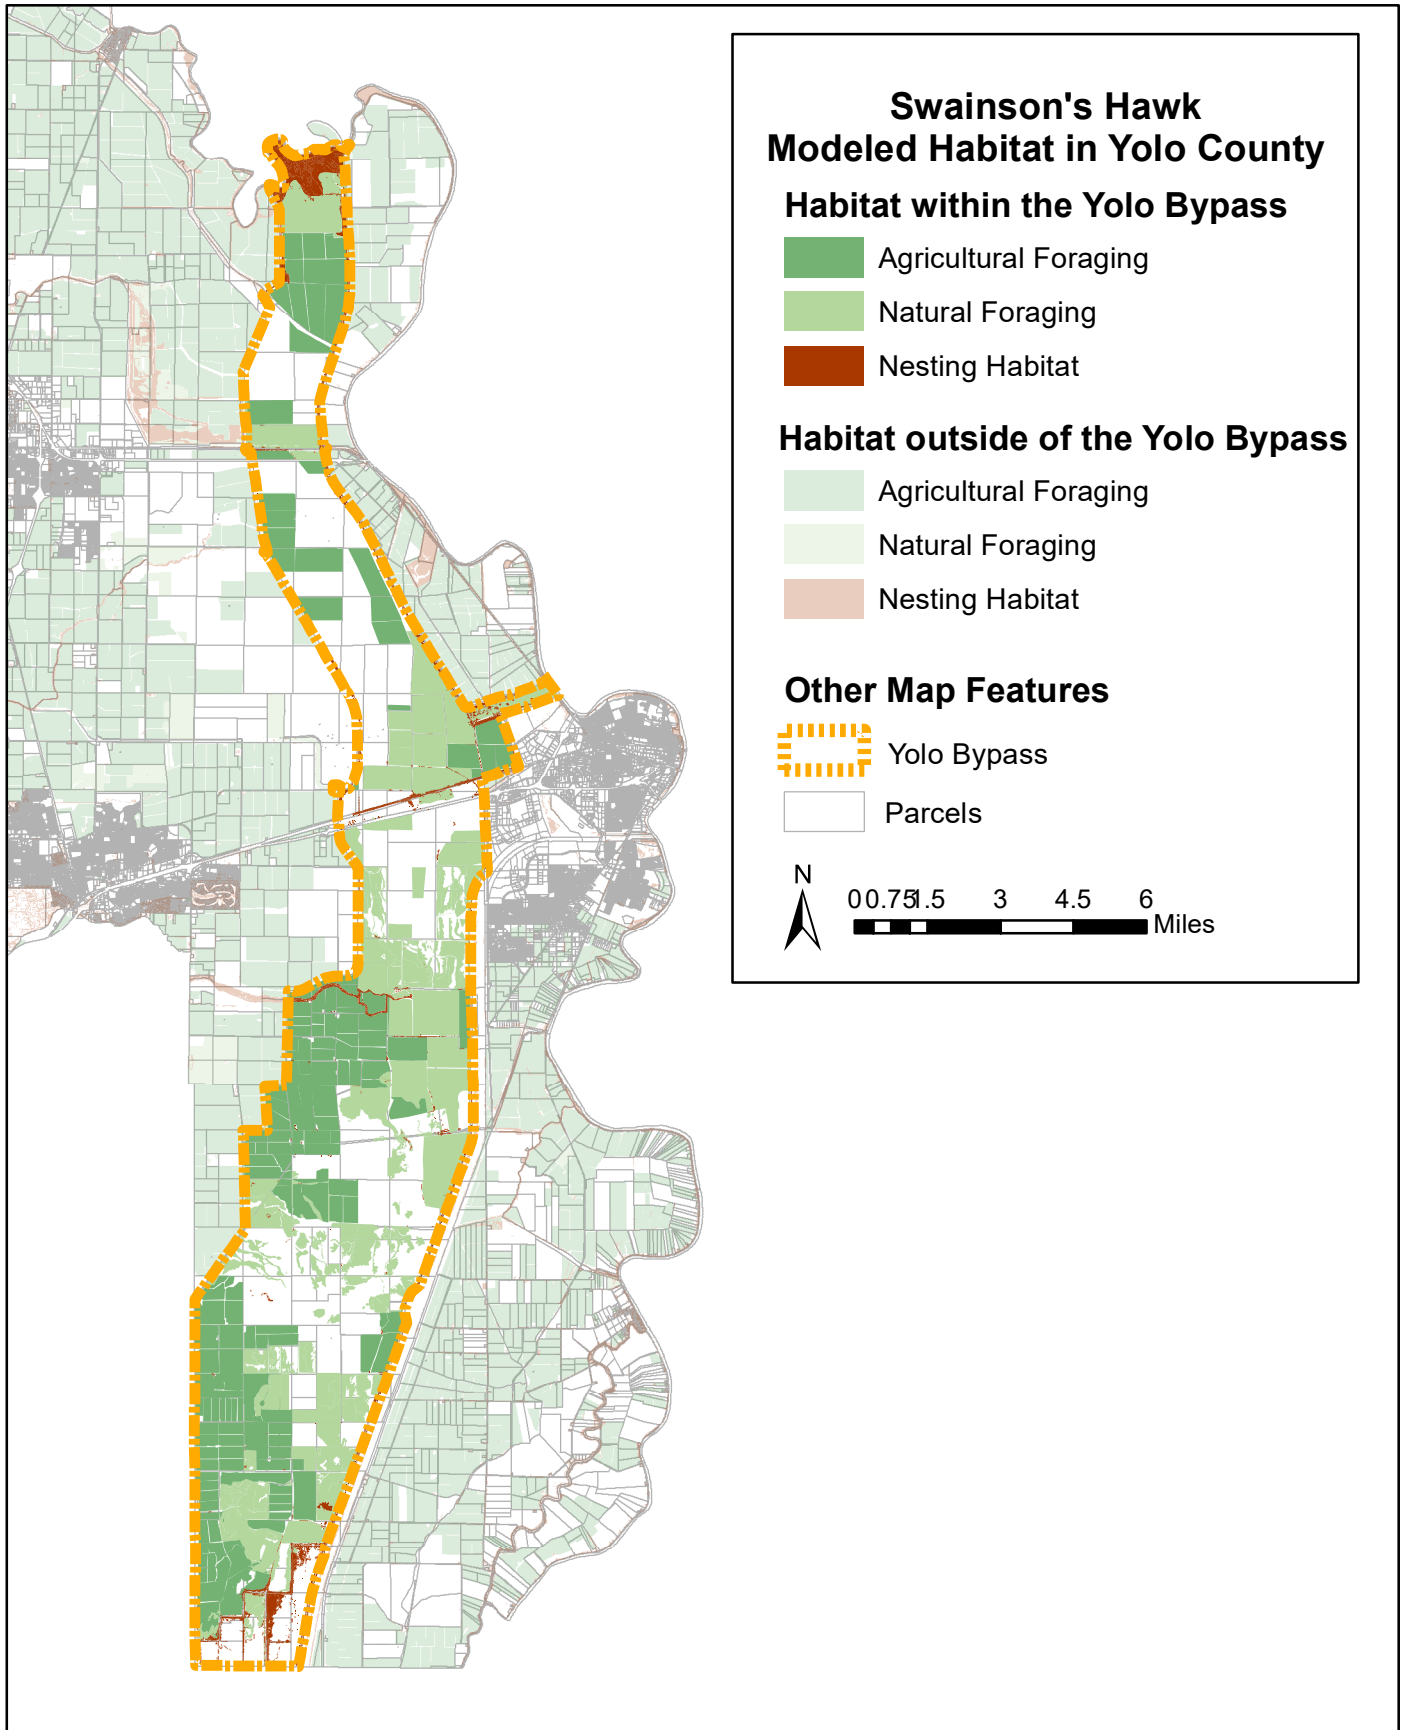 Swainson's Hawk
Modeled Habitat in Yolo County
Habitat within the Yolo Bypass
Agricultural Foraging
Natural Foraging
Nesting Habitat
Habitat outside of the Yolo Bypass
Agricultural Foraging
Natural Foraging
Nesting Habitat
Other Map Features
Yolo Bypass
Parcels
N
0 0.75 1.5 3 4.5 6
Miles